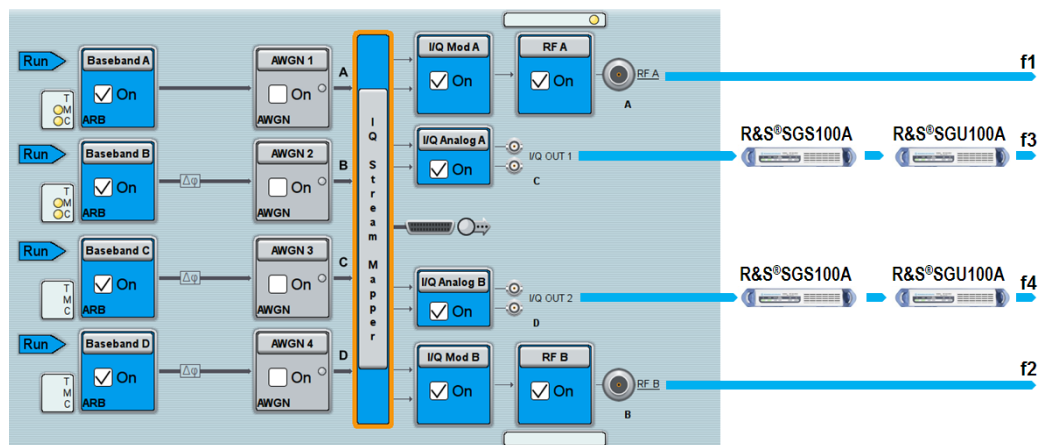 Run
Baseband A
On
ARB
T
M
C
AWGN 1
On
AWGN
A
I/Q Mod A
On
RF A
On
RF A
A
f1
Run
Baseband B
On
ARB
T
M
C
Δφ
AWGN 2
On
AWGN
B
I/Q Analog A
On
I/Q OUT 1
C
R&S®SGS100A
R&S®SGU100A
f3
IQ Stream Mapper
Run
Baseband C
On
ARB
T
M
C
Δφ
AWGN 3
On
AWGN
C
I/Q Analog B
On
I/Q OUT 2
D
R&S®SGS100A
R&S®SGU100A
f4
Run
Baseband D
On
ARB
T
M
C
Δφ
AWGN 4
On
AWGN
D
I/Q Mod B
On
RF B
On
RF B
B
f2